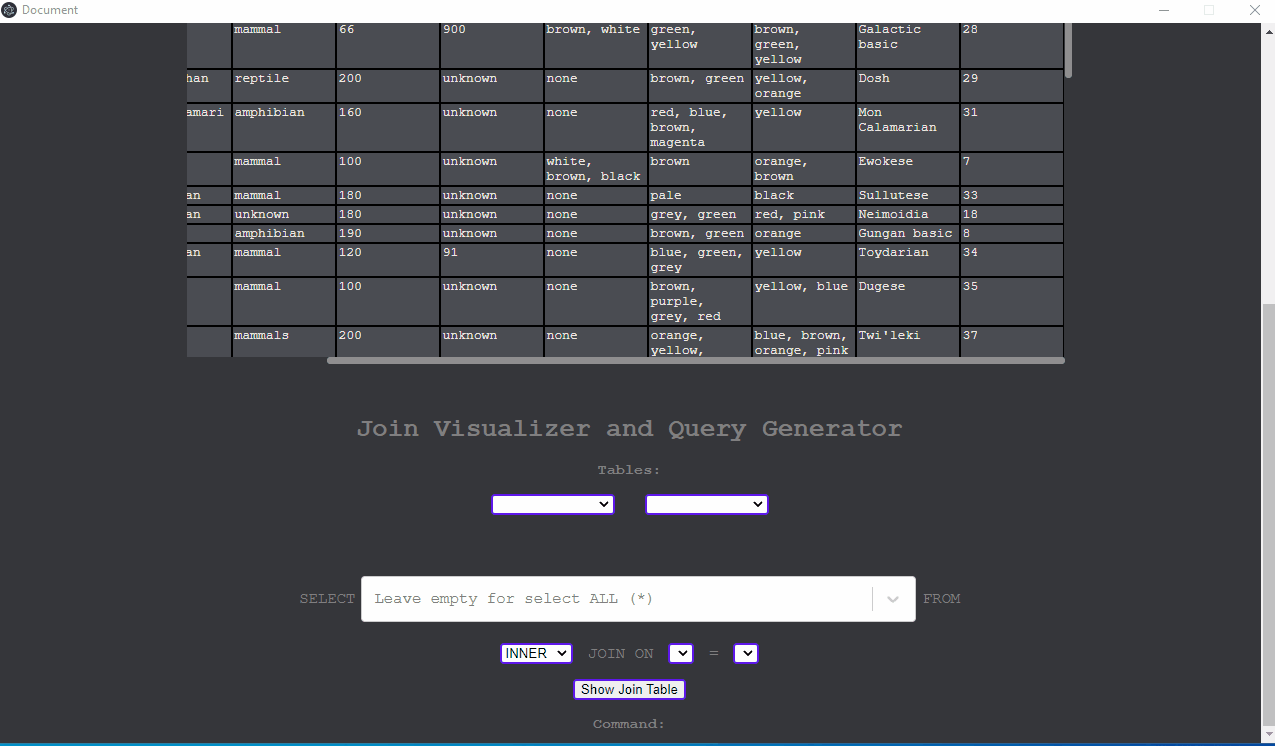 Document
mammal 66 900 brown, white green, yellow brown, green, yellow Galactic basic 28
han reptile 200 unknown none brown, green yellow, orange Dosh 29
amari amphibian 160 unknown none red, blue, brown, magenta yellow Mon Calamarian 31
mammal 100 unknown white, brown, black brown orange, brown Ewokese 7
an mammal 180 unknown none pale black Sullutese 33
an unknown 180 unknown none grey, green red, pink Neimoidia 18
amphibian 190 unknown none brown, green orange Gungan basic 8
an mammal 120 91 none blue, green, grey yellow Toydarian 34
mammal 100 unknown none brown, purple, grey, red yellow, blue Dugese 35
mammals 200 unknown none orange, yellow, blue, brown, orange, pink Twi'leki 37
Join Visualizer and Query Generator
Tables:
SELECT Leave empty for select ALL (*) FROM
INNER JOIN ON =
Show Join Table
Command: